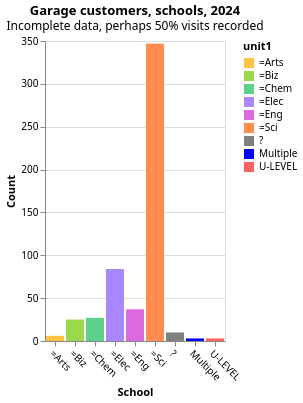 Garage customers, schools, 2024
Incomplete data, perhaps 50% visits recorded
unit1
=Arts
=Biz
=Chem
=Elec
=Eng
=Sci
?
Multiple
U-LEVEL
Count
350
300
250
200
150
100
50
0
=Arts
=Biz
=Chem
=Elec
=Eng
=Sci
?
Multiple
U-LEVEL
School